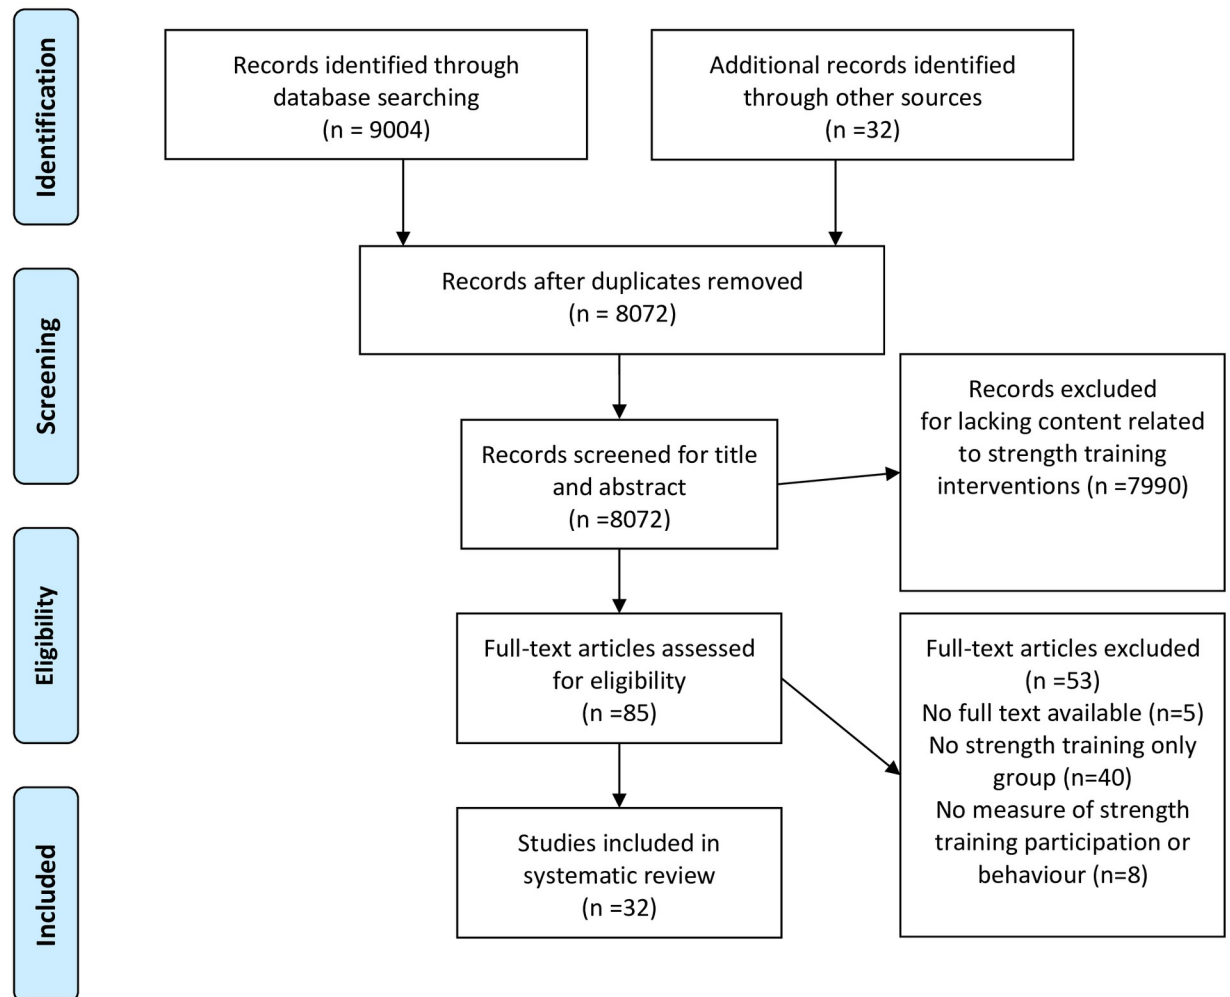 Identification
Records identified through
database searching
(n = 9004)
Additional records identified
through other sources
(n =32)
Screening
Records after duplicates removed
(n = 8072)
Records screened for title
and abstract
(n =8072)
Records excluded
for lacking content related
to strength training
interventions (n =7990)
Eligibility
Full-text articles assessed
for eligibility
(n =85)
Full-text articles excluded
(n =53)
No full text available (n=5)
No strength training only
group (n=40)
No measure of strength
training participation or
behaviour (n=8)
Included
Studies included in
systematic review
(n =32)